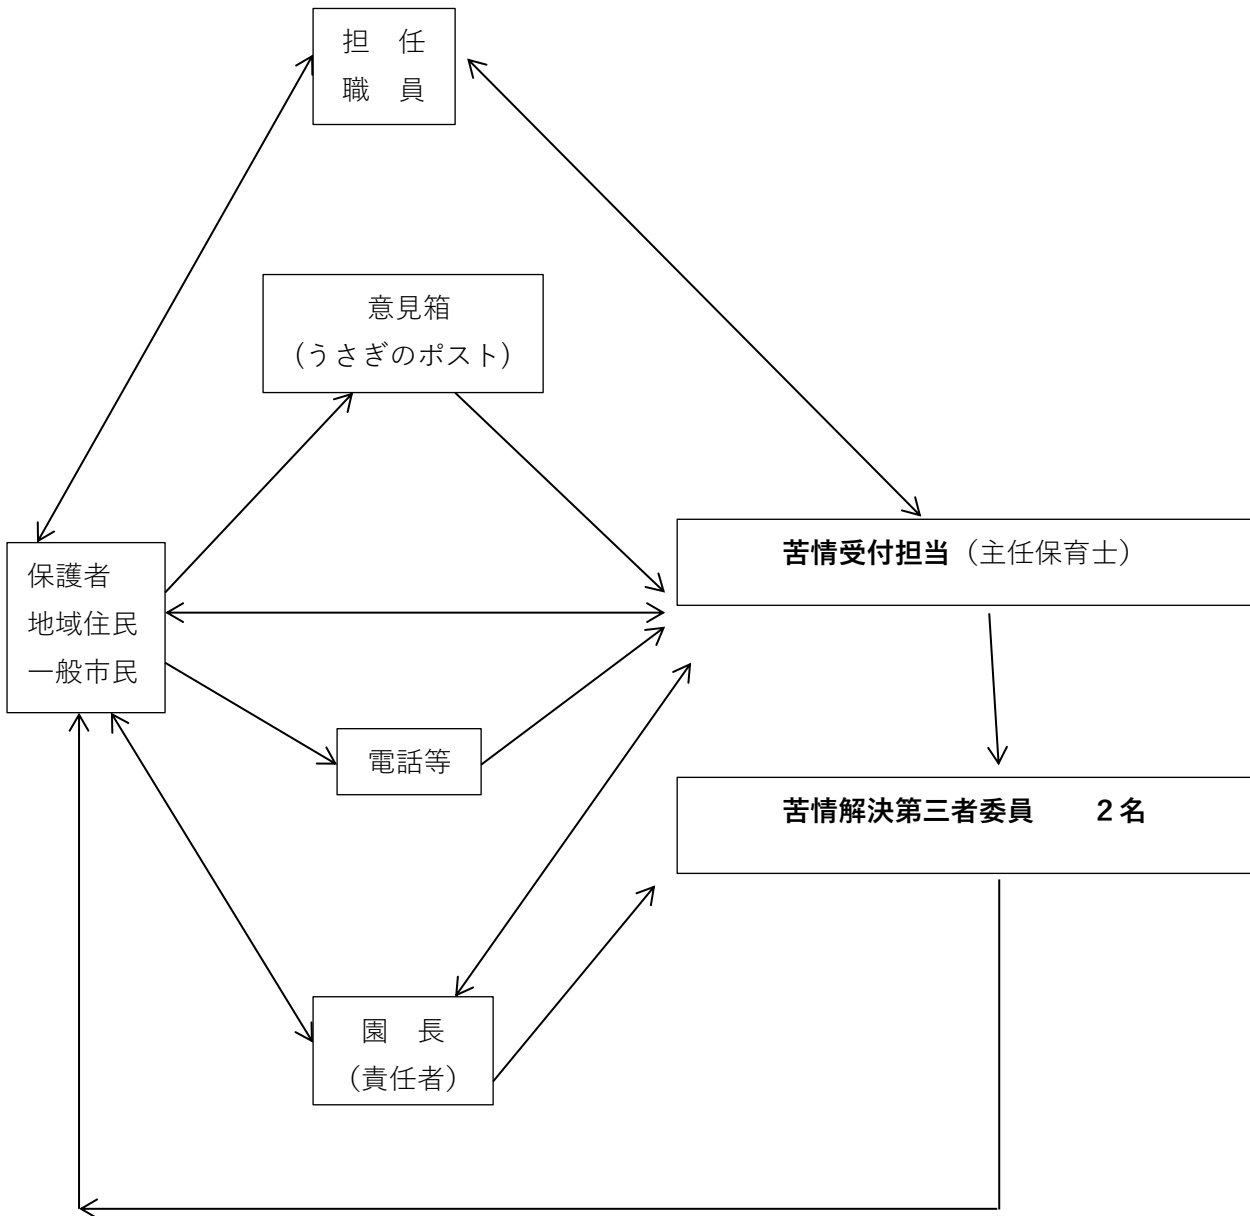 担　任
職　員
意見箱
（うさぎのポスト）
苦情受付担当（主任保育士）
保護者
地域住民
一般市民
電話等
苦情解決第三者委員　　２名
園　長
（責任者）